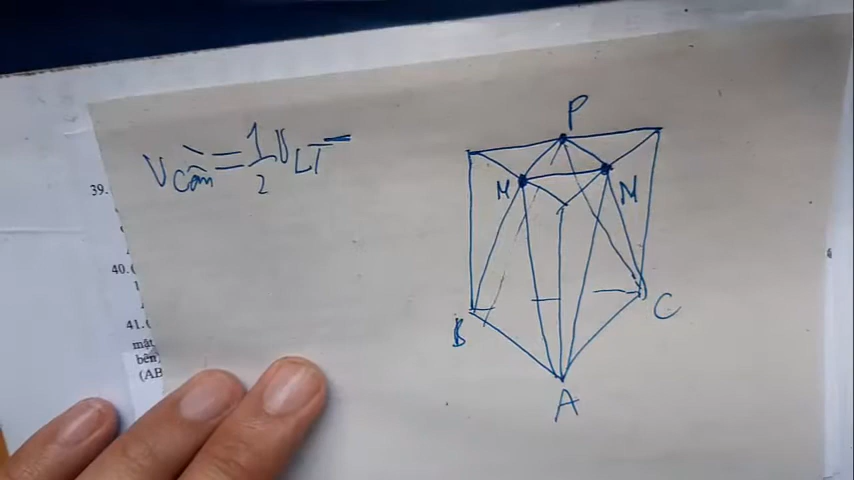 V Cần = 1/2 V LT
P
M N
B C
A
39.
40.(
41.(
mặt
bên
(AB